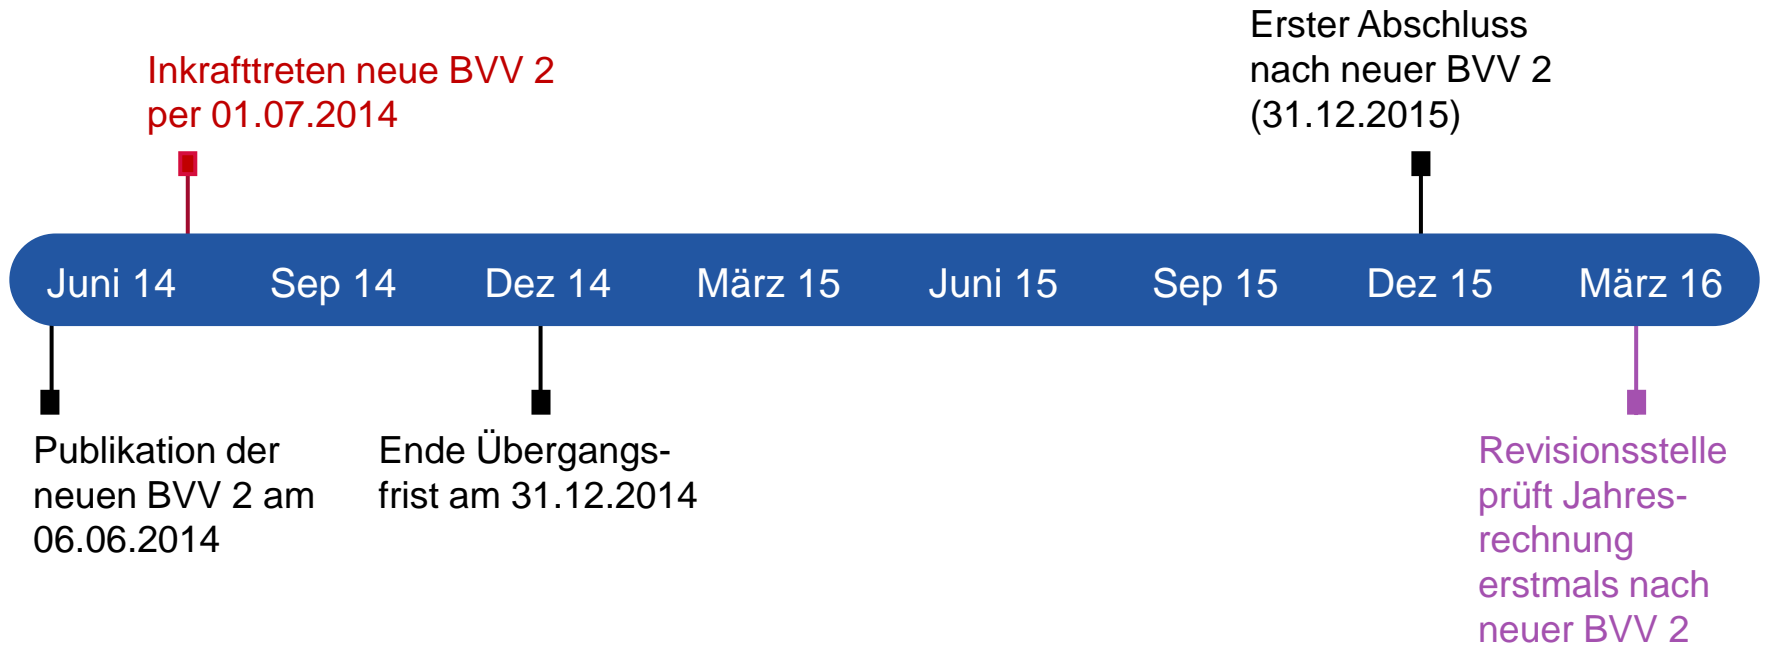 Inkrafttreten neue BVV 2
per 01.07.2014
Erster Abschluss
nach neuer BVV 2
(31.12.2015)
Juni 14 Sep 14 Dez 14 März 15 Juni 15 Sep 15 Dez 15 März 16
Publikation der
neuen BVV 2 am
06.06.2014
Ende Übergangs-
frist am 31.12.2014
Revisionsstelle
prüft Jahres-
rechnung
erstmals nach
neuer BVV 2